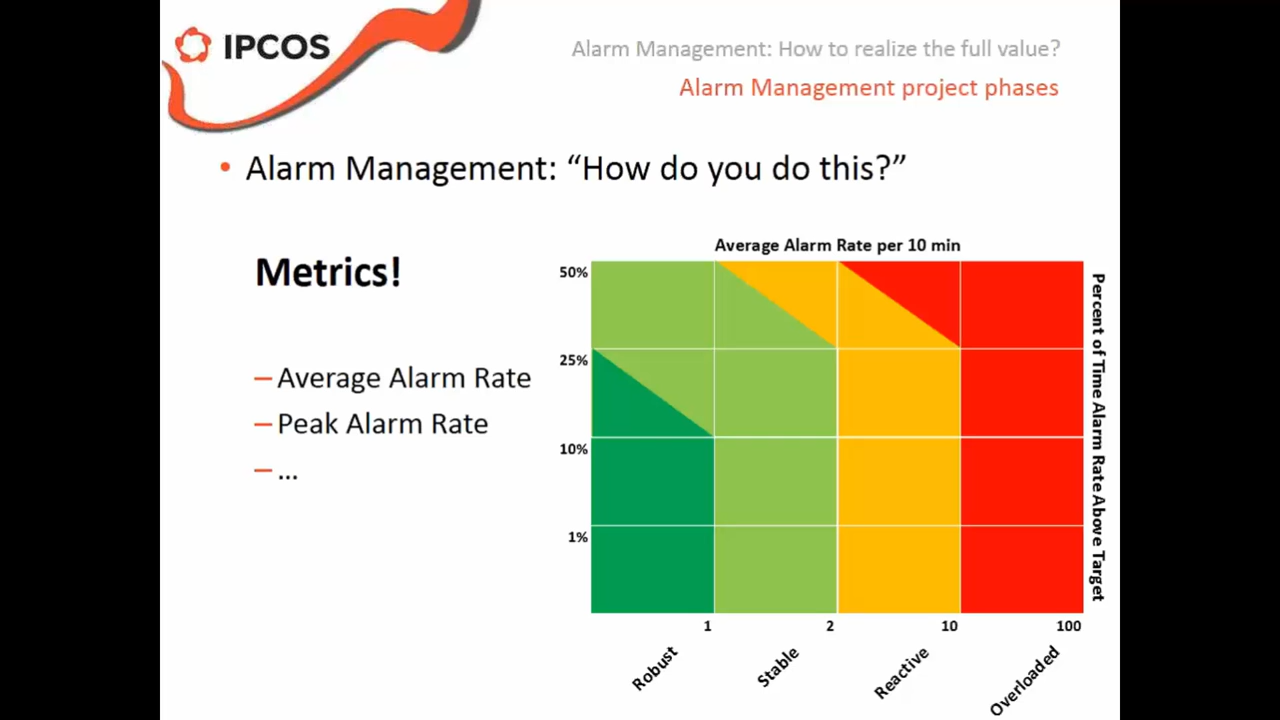 IPCOS
Alarm Management: How to realize the full value?
Alarm Management project phases
• Alarm Management: “How do you do this?”
Metrics!
– Average Alarm Rate
– Peak Alarm Rate
– ...
Average Alarm Rate per 10 min
50%
25%
10%
1%
Percent of Time Alarm Rate Above Target
1
2
10
100
Robust
Stable
Reactive
Overloaded